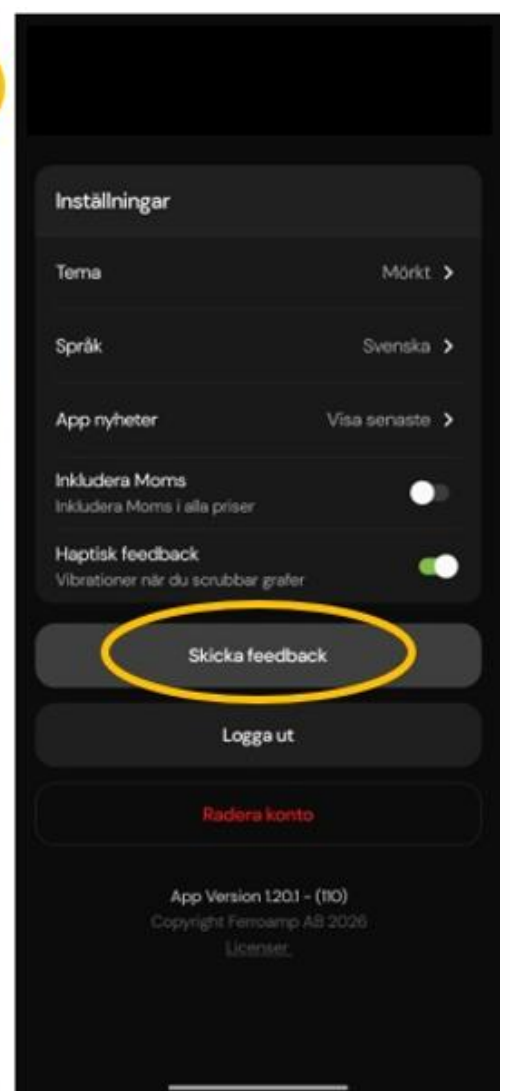 Inställningar
Tema Mörkt
Språk Svenska
App nyheter Visa senaste
Inkludera Moms
Inkludera Moms i alla priser
Haptisk feedback
Vibrationer när du scrubbar grafer
Skicka feedback
Logga ut
Radera konto
App Version 1.20.1 - (110)
Copyright Ferroamp AB 2026
Licenser